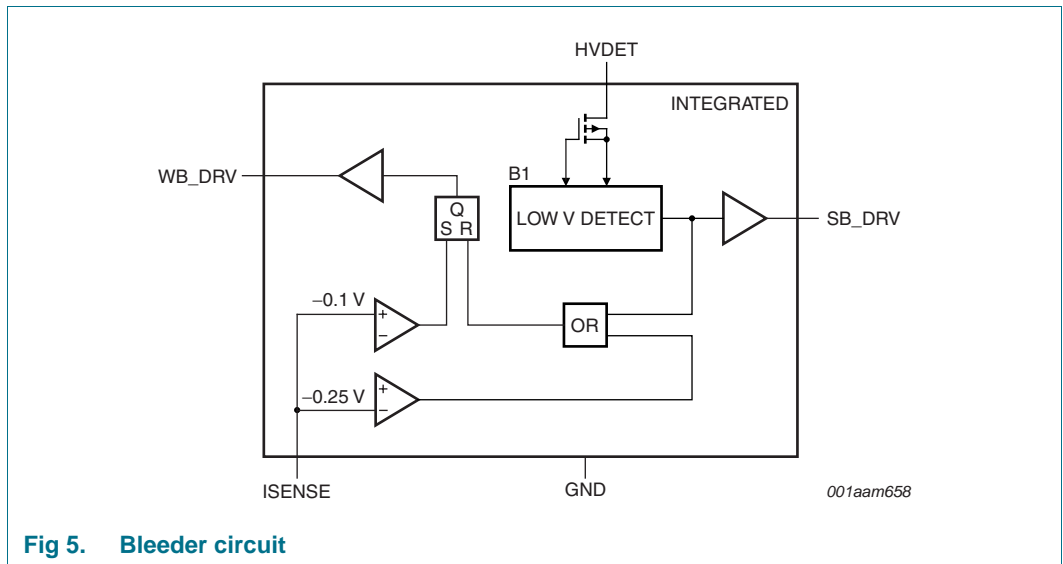 HVDET
INTEGRATED
WB_DRV
B1
Q
S R
LOW V DETECT
SB_DRV
–0.1 V
+
–
OR
–0.25 V
+
–
ISENSE
GND
001aam658
Fig 5. Bleeder circuit